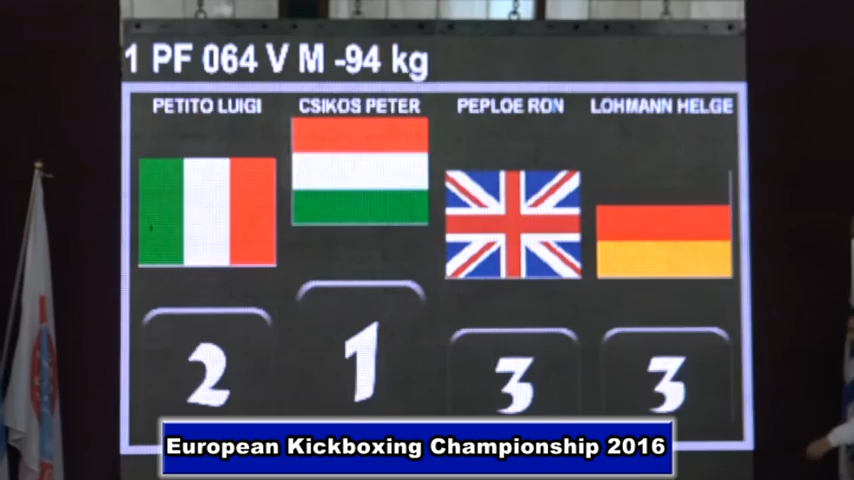 1 PF 064 V M -94 kg
PETITO LUIGI CSIKOS PETER PEPLOE RON LOHMANN HELGE
2 1 3 3
European Kickboxing Championship 2016